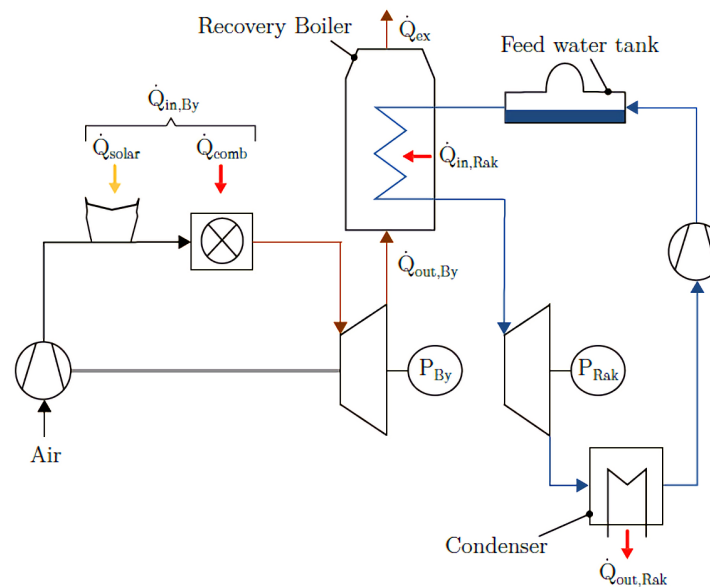 Recovery Boiler
Q̇ex
Feed water tank
Q̇in,By
Q̇solar
Q̇comb
Q̇in,Rak
Q̇out,By
PBy
PRak
Air
Condenser
Q̇out,Rak